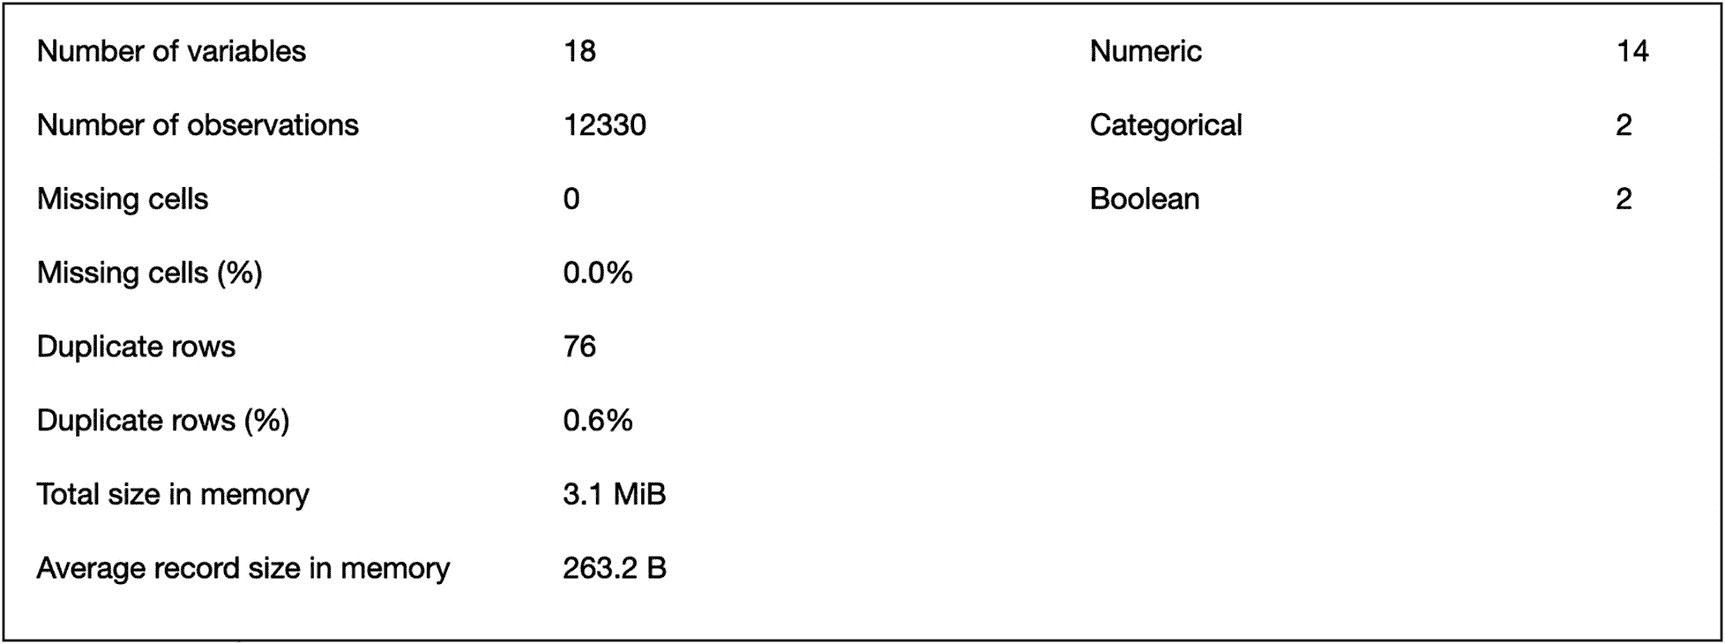 Number of variables 18
Number of observations 12330
Missing cells 0
Missing cells (%) 0.0%
Duplicate rows 76
Duplicate rows (%) 0.6%
Total size in memory 3.1 MiB
Average record size in memory 263.2 B
Numeric 14
Categorical 2
Boolean 2